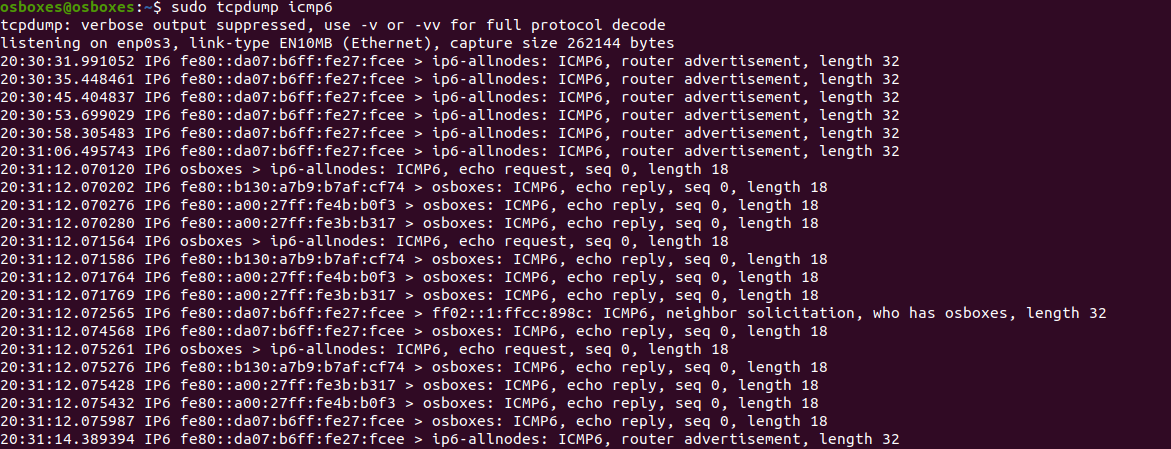 osboxes@osboxes:~$ sudo tcpdump icmp6
tcpdump: verbose output suppressed, use -v or -vv for full protocol decode
listening on enp0s3, link-type EN10MB (Ethernet), capture size 262144 bytes
20:30:31.991052 IP6 fe80::da07:b6ff:fe27:fcee > ip6-allnodes: ICMP6, router advertisement, length 32
20:30:35.448461 IP6 fe80::da07:b6ff:fe27:fcee > ip6-allnodes: ICMP6, router advertisement, length 32
20:30:45.404837 IP6 fe80::da07:b6ff:fe27:fcee > ip6-allnodes: ICMP6, router advertisement, length 32
20:30:53.699029 IP6 fe80::da07:b6ff:fe27:fcee > ip6-allnodes: ICMP6, router advertisement, length 32
20:30:58.305483 IP6 fe80::da07:b6ff:fe27:fcee > ip6-allnodes: ICMP6, router advertisement, length 32
20:31:06.495743 IP6 fe80::da07:b6ff:fe27:fcee > ip6-allnodes: ICMP6, router advertisement, length 32
20:31:12.070120 IP6 osboxes > ip6-allnodes: ICMP6, echo request, seq 0, length 18
20:31:12.070202 IP6 fe80::b130:a7b9:b7af:cf74 > osboxes: ICMP6, echo reply, seq 0, length 18
20:31:12.070276 IP6 fe80::a00:27ff:fe4b:b0f3 > osboxes: ICMP6, echo reply, seq 0, length 18
20:31:12.070280 IP6 fe80::a00:27ff:fe3b:b317 > osboxes: ICMP6, echo reply, seq 0, length 18
20:31:12.071564 IP6 osboxes > ip6-allnodes: ICMP6, echo request, seq 0, length 18
20:31:12.071586 IP6 fe80::b130:a7b9:b7af:cf74 > osboxes: ICMP6, echo reply, seq 0, length 18
20:31:12.071764 IP6 fe80::a00:27ff:fe4b:b0f3 > osboxes: ICMP6, echo reply, seq 0, length 18
20:31:12.071769 IP6 fe80::a00:27ff:fe3b:b317 > osboxes: ICMP6, echo reply, seq 0, length 18
20:31:12.072565 IP6 fe80::da07:b6ff:fe27:fcee > ff02::1:ffcc:898c: ICMP6, neighbor solicitation, who has osboxes, length 32
20:31:12.074568 IP6 fe80::da07:b6ff:fe27:fcee > osboxes: ICMP6, echo reply, seq 0, length 18
20:31:12.075261 IP6 osboxes > ip6-allnodes: ICMP6, echo request, seq 0, length 18
20:31:12.075276 IP6 fe80::b130:a7b9:b7af:cf74 > osboxes: ICMP6, echo reply, seq 0, length 18
20:31:12.075428 IP6 fe80::a00:27ff:fe3b:b317 > osboxes: ICMP6, echo reply, seq 0, length 18
20:31:12.075432 IP6 fe80::a00:27ff:fe4b:b0f3 > osboxes: ICMP6, echo reply, seq 0, length 18
20:31:12.075987 IP6 fe80::da07:b6ff:fe27:fcee > osboxes: ICMP6, echo reply, seq 0, length 18
20:31:14.389394 IP6 fe80::da07:b6ff:fe27:fcee > ip6-allnodes: ICMP6, router advertisement, length 32